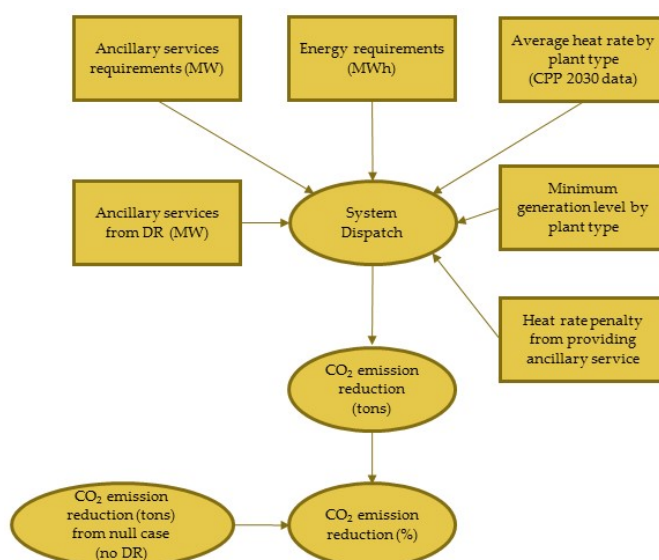 Ancillary services
requirements (MW)
Energy requirements
(MWh)
Average heat rate by
plant type
(CPP 2030 data)
Ancillary services
from DR (MW)
System
Dispatch
Minimum
generation level by
plant type
Heat rate penalty
from providing
ancillary service
CO₂ emission
reduction
(tons)
CO₂ emission
reduction (tons)
from null case
(no DR)
CO₂ emission
reduction (%)